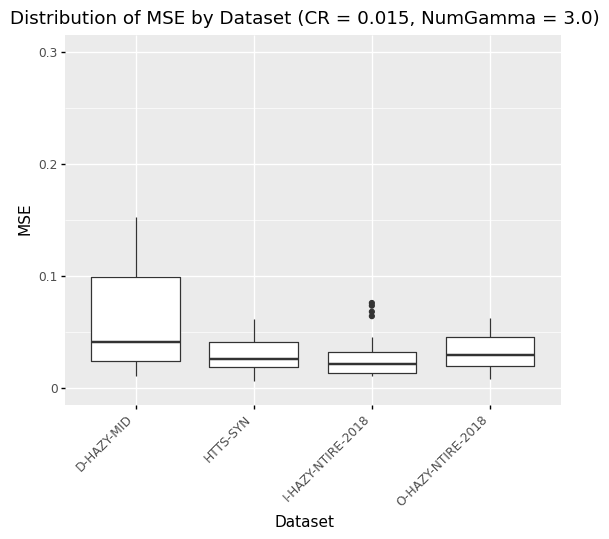 Distribution of MSE by Dataset (CR = 0.015, NumGamma = 3.0)
0.3
0.2
0.1
0
MSE
D-HAZY-MID
HTTS-SYN
I-HAZY-NTIRE-2018
O-HAZY-NTIRE-2018
Dataset